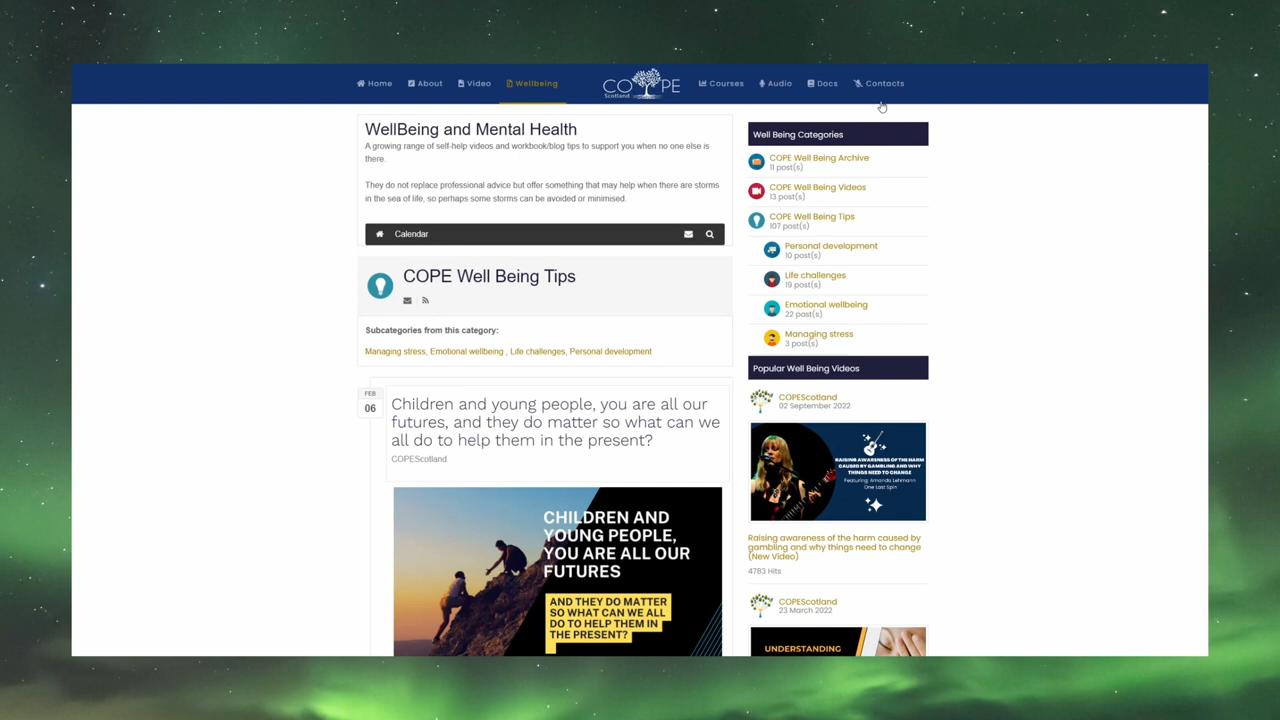 Home
About
Video
Wellbeing
COPE
Scotland
Courses
Audio
Docs
Contacts
WellBeing and Mental Health
A growing range of self-help videos and workbook/blog tips to support you when no one else is
there.
They do not replace professional advice but offer something that may help when there are storms
in the sea of life, so perhaps some storms can be avoided or minimised.
Calendar
COPE Well Being Tips
Subcategories from this category:
Managing stress, Emotional wellbeing , Life challenges, Personal development
FEB
06
Children and young people, you are all our
futures, and they do matter so what can we
all do to help them in the present?
COPEScotland
CHILDREN AND
YOUNG PEOPLE,
YOU ARE ALL OUR
FUTURES
AND THEY DO MATTER
SO WHAT CAN WE ALL
DO TO HELP THEM IN
THE PRESENT?
Well Being Categories
COPE Well Being Archive
11 post(s)
COPE Well Being Videos
13 post(s)
COPE Well Being Tips
107 post(s)
Personal development
10 post(s)
Life challenges
19 post(s)
Emotional wellbeing
22 post(s)
Managing stress
3 post(s)
Popular Well Being Videos
COPEScotland
02 September 2022
RAISING AWARENESS OF THE HARM
CAUSED BY GAMBLING AND WHY
THINGS NEED TO CHANGE
Featuring: Amanda Lehmann
One Last Spin
Raising awareness of the harm caused by
gambling and why things need to change
(New Video)
4783 Hits
COPEScotland
23 March 2022
UNDERSTANDING